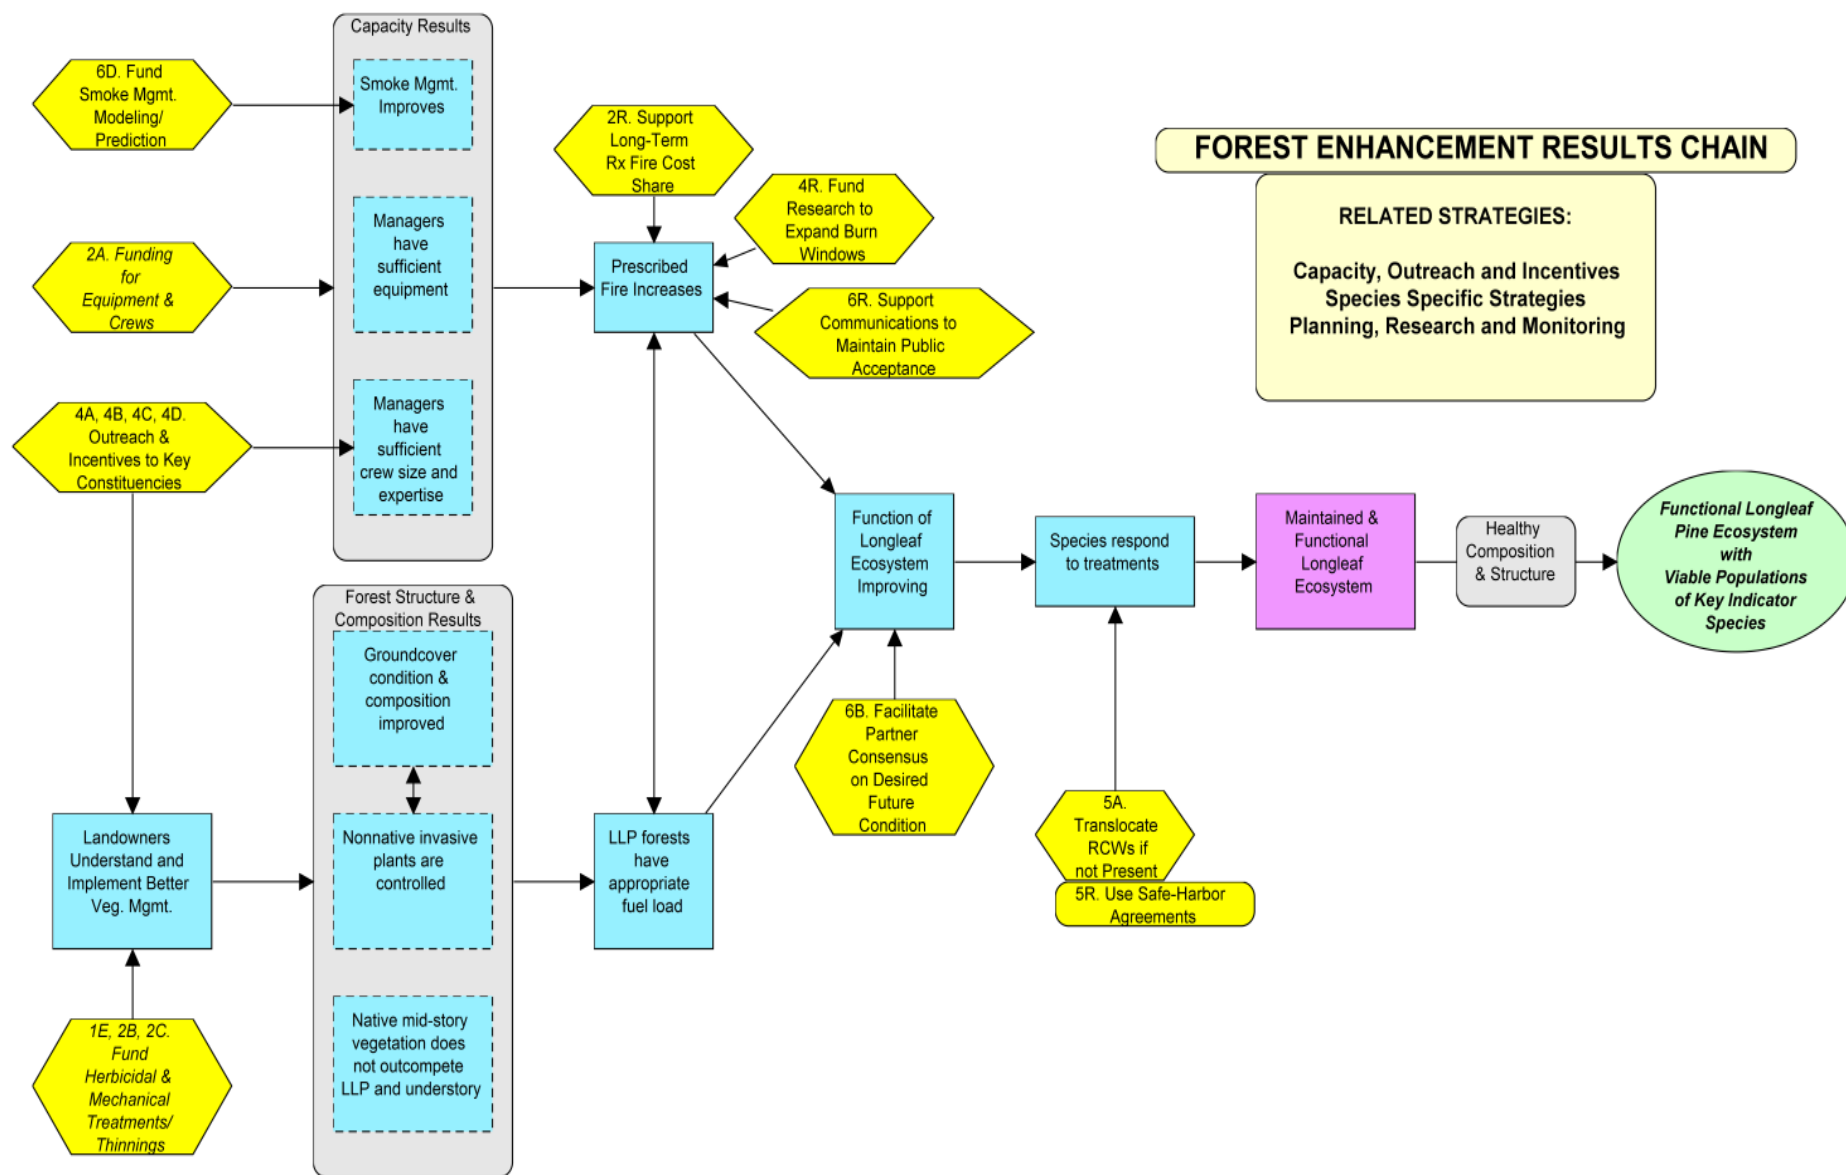 Capacity Results
6D. Fund
Smoke Mgmt.
Modeling/
Prediction
Smoke Mgmt.
Improves
2A. Funding
for
Equipment &
Crews
Managers
have
sufficient
equipment
4A, 4B, 4C, 4D.
Outreach &
Incentives to Key
Constituencies
Managers
have
sufficient
crew size and
expertise
2R. Support
Long-Term
Rx Fire Cost
Share
4R. Fund
Research to
Expand Burn
Windows
Prescribed
Fire Increases
6R. Support
Communications to
Maintain Public
Acceptance
FOREST ENHANCEMENT RESULTS CHAIN
RELATED STRATEGIES:
Capacity, Outreach and Incentives
Species Specific Strategies
Planning, Research and Monitoring
Function of
Longleaf
Ecosystem
Improving
Species respond
to treatments
Maintained &
Functional
Longleaf
Ecosystem
Healthy
Composition
& Structure
Functional Longleaf
Pine Ecosystem
with
Viable Populations
of Key Indicator
Species
Forest Structure &
Composition Results
Groundcover
condition &
composition
improved
Landowners
Understand and
Implement Better
Veg. Mgmt.
Nonnative invasive
plants are
controlled
LLP forests
have
appropriate
fuel load
6B. Facilitate
Partner
Consensus
on Desired
Future
Condition
5A.
Translocate
RCWs if
not Present
5R. Use Safe-Harbor
Agreements
1E, 2B, 2C.
Fund
Herbicidal &
Mechanical
Treatments/
Thinnings
Native mid-story
vegetation does
not outcompete
LLP and understory